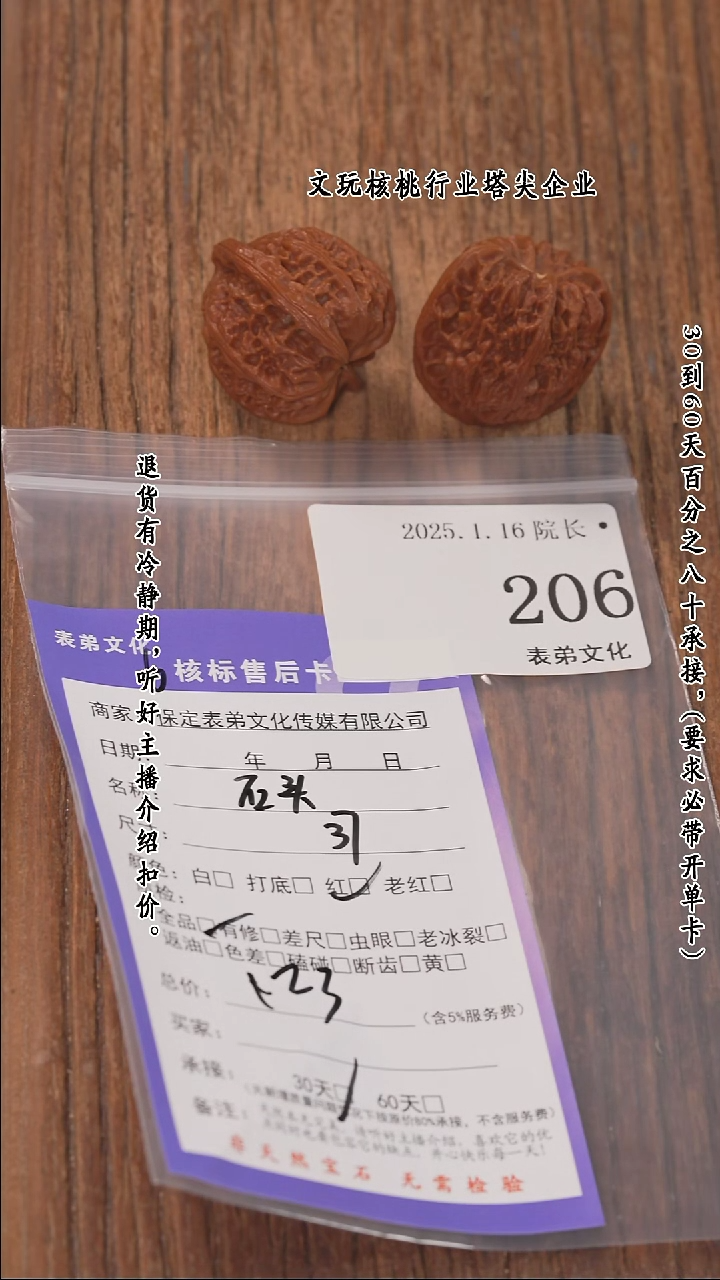 文玩核桃行业塔尖企业
30到60天百分之八十承接,(要求必带开单卡)
退货有冷静期,听好主播介绍扣价。
2025.1.16 院长
206
表弟文化
表弟文化
核标售后卡
商家 保定表弟文化传媒有限公司
日期 年 月 日
名称: 石头
尺寸: 37
颜色: 白□ 打底□ 红□✓ 老红□
检:
全品□✓ 有修□ 差尺□ 虫眼□ 老冰裂□
返油□ 色差□ 磕碰□ 断齿□ 黄□
总价: (含5%服务费)
买家:
承接: 30天□ 60天□
备注:
非天然宝石 无需检验